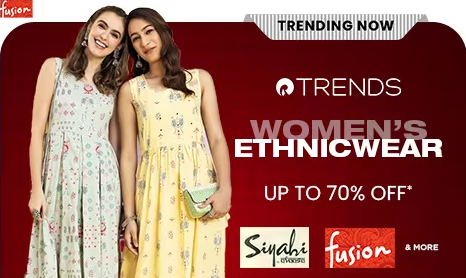 fusion
TRENDING NOW
TRENDS
WOMEN'S
ETHNICWEAR
UP TO 70% OFF*
Siyahi
fusion
& MORE